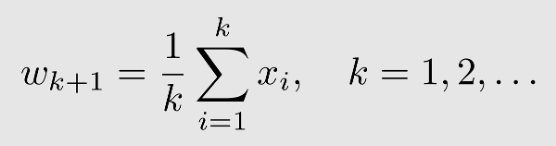 $w_{k+1} = \frac{1}{k} \sum_{i=1}^{k} x_i, \quad k = 1, 2, \ldots$